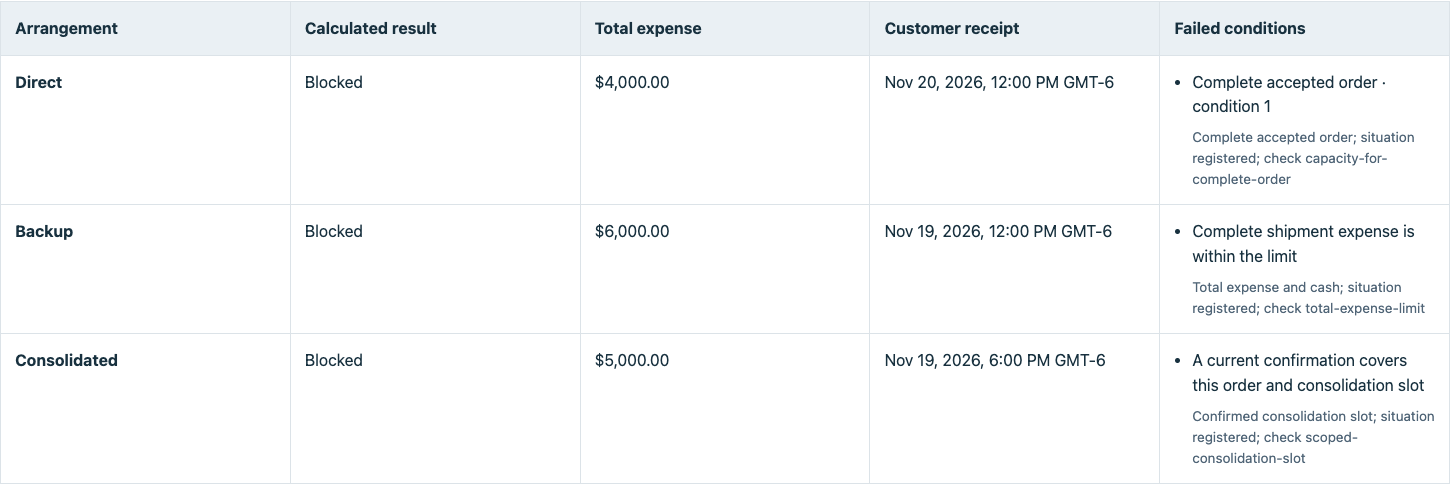 Arrangement
Calculated result
Total expense
Customer receipt
Failed conditions
Direct
Blocked
$4,000.00
Nov 20, 2026, 12:00 PM GMT-6
• Complete accepted order ·
condition 1
Complete accepted order; situation
registered; check capacity-for-
complete-order
Backup
Blocked
$6,000.00
Nov 19, 2026, 12:00 PM GMT-6
• Complete shipment expense is
within the limit
Total expense and cash; situation
registered; check total-expense-limit
Consolidated
Blocked
$5,000.00
Nov 19, 2026, 6:00 PM GMT-6
• A current confirmation covers
this order and consolidation slot
Confirmed consolidation slot; situation
registered; check scoped-
consolidation-slot